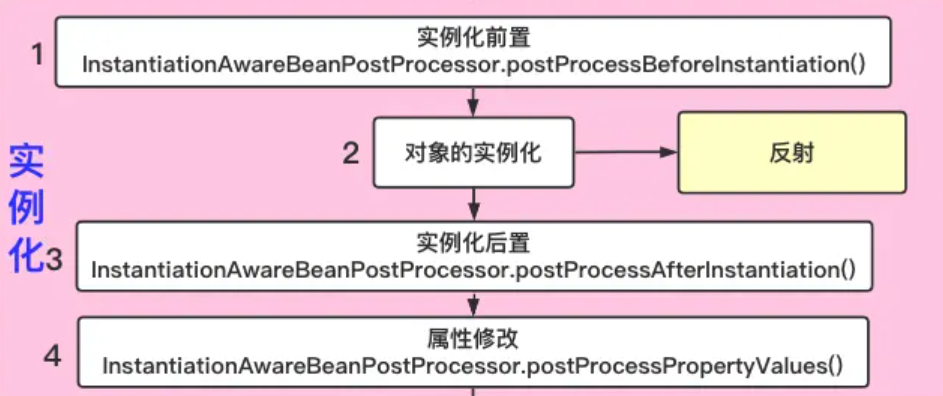 1
实例化前置
InstantiationAwareBeanPostProcessor.postProcessBeforeInstantiation()
2
对象的实例化
反射
实例化
3
实例化后置
InstantiationAwareBeanPostProcessor.postProcessAfterInstantiation()
4
属性修改
InstantiationAwareBeanPostProcessor.postProcessPropertyValues()